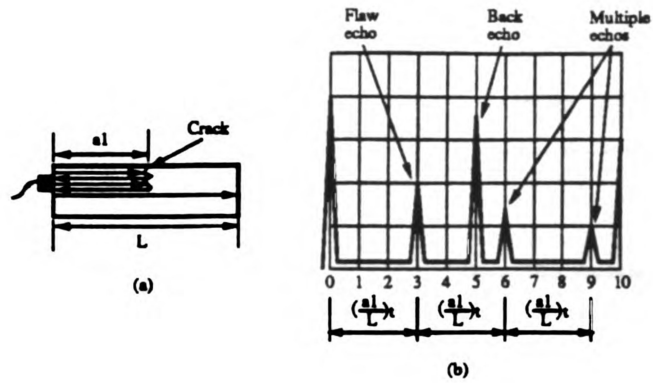 a1
Crack
L
(a)
Flaw
echo
Back
echo
Multiple
echos
0 1 2 3 4 5 6 7 8 9 10
(a1/L)t (a1/L)t (a1/L)t
(b)